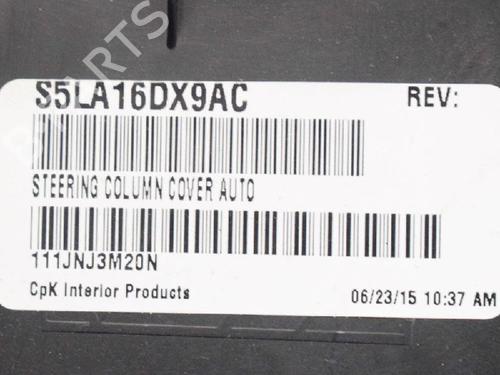 S5LA16DX9AC REV:
STEERING COLUMN COVER AUTO
111JNJ3M20N
CpK Interior Products 06/23/15 10:37 AM